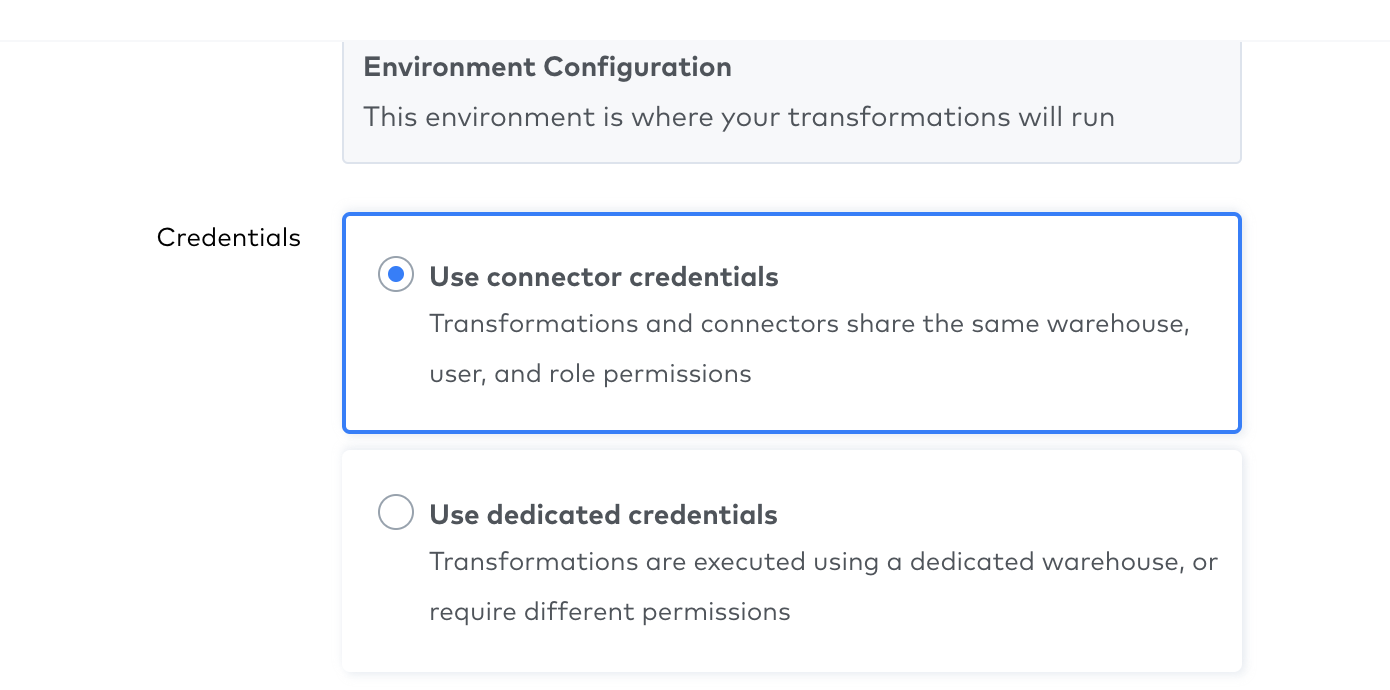 Environment Configuration
This environment is where your transformations will run
Credentials
Use connector credentials
Transformations and connectors share the same warehouse,
user, and role permissions
Use dedicated credentials
Transformations are executed using a dedicated warehouse, or
require different permissions